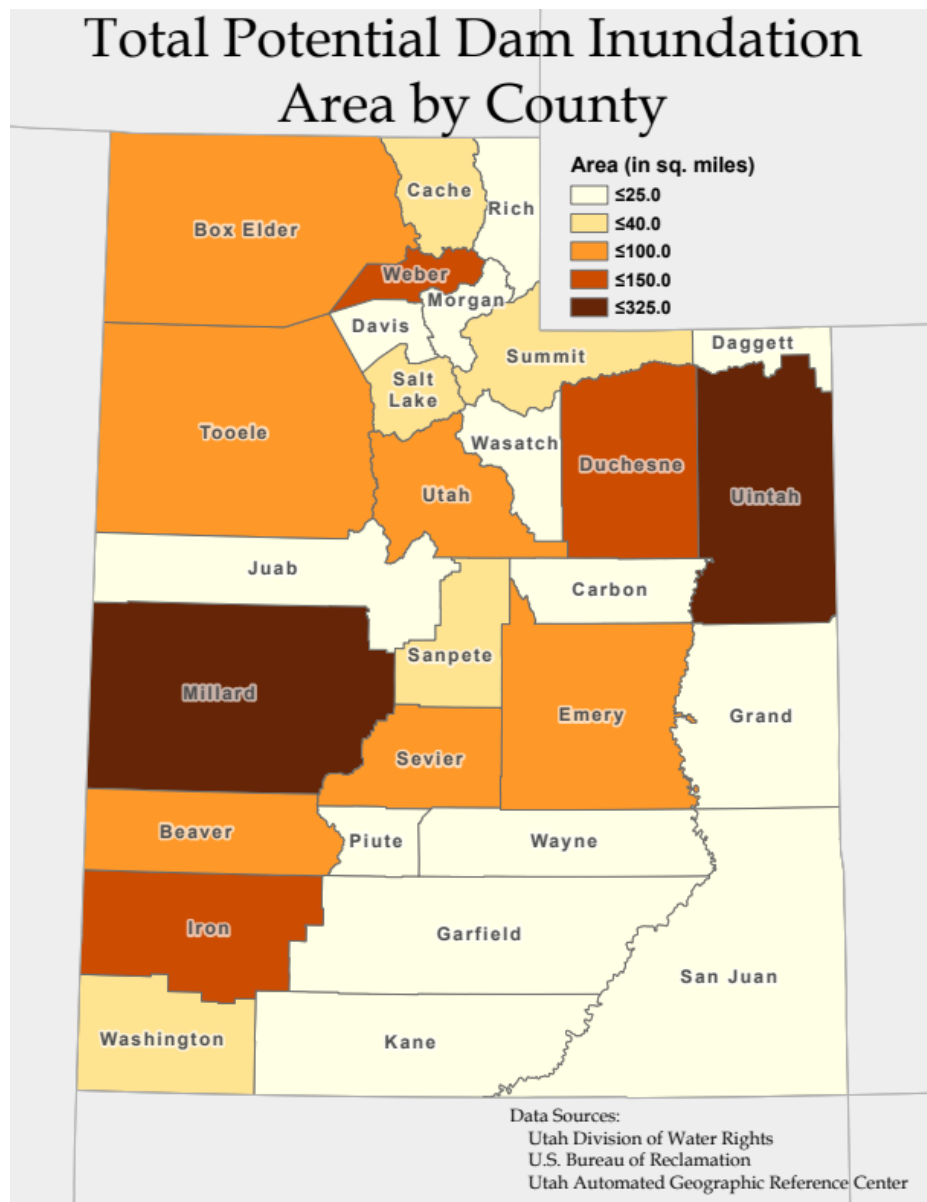 Total Potential Dam Inundation
Area by County
Area (in sq. miles)
≤25.0
≤40.0
≤100.0
≤150.0
≤325.0
Cache
Rich
Box Elder
Weber
Morgan
Davis
Summit
Daggett
Salt
Lake
Tooele
Wasatch
Duchesne
Utah
Uintah
Juab
Carbon
Sanpete
Millard
Emery
Grand
Sevier
Beaver
Piute
Wayne
Iron
Garfield
San Juan
Washington
Kane
Data Sources:
Utah Division of Water Rights
U.S. Bureau of Reclamation
Utah Automated Geographic Reference Center